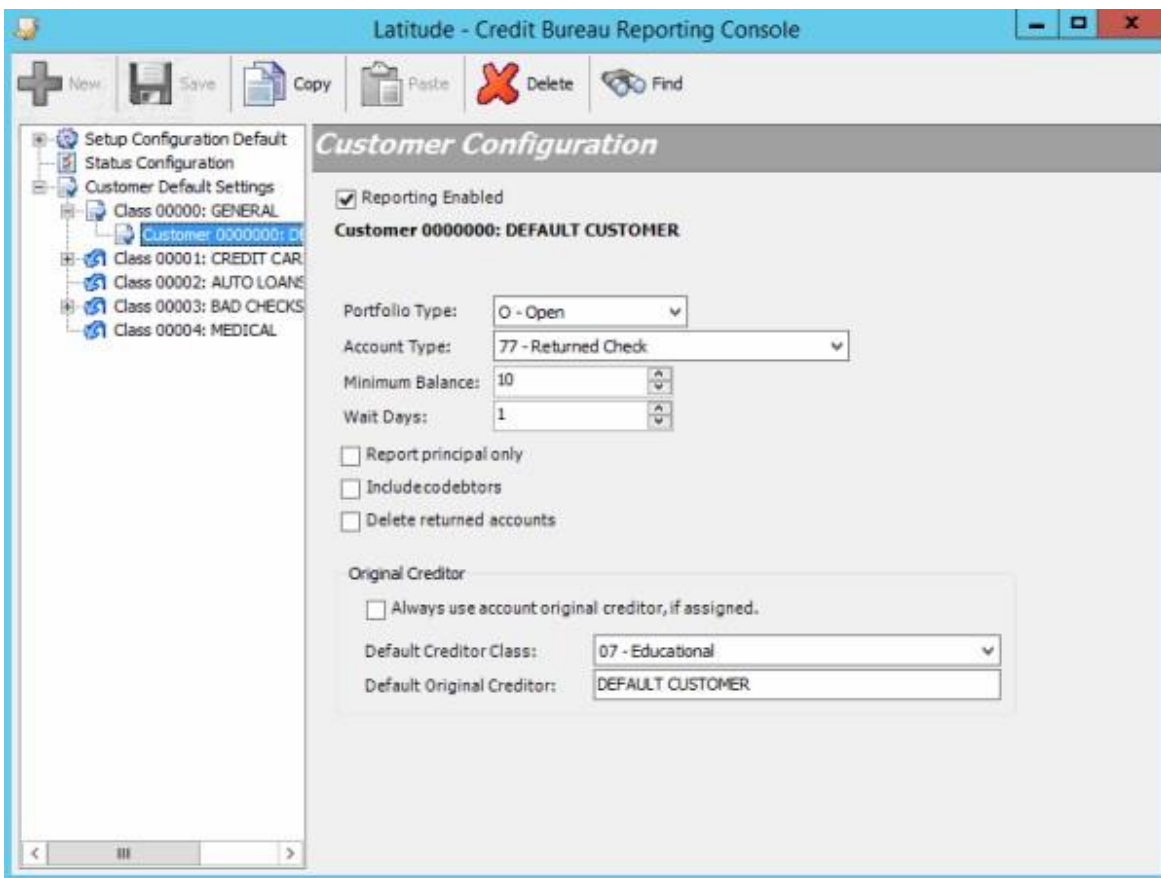 Latitude - Credit Bureau Reporting Console
New Save Copy Paste Delete Find
Setup Configuration Default
Status Configuration
Customer Default Settings
Class 00000: GENERAL
Customer 0000000:
Class 00001: CREDIT CAR
Class 00002: AUTO LOANS
Class 00003: BAD CHECKS
Class 00004: MEDICAL
Customer Configuration
Reporting Enabled
Customer 0000000: DEFAULT CUSTOMER
Portfolio Type: O - Open
Account Type: 77 - Returned Check
Minimum Balance: 10
Wait Days: 1
Report principal only
Include codebtors
Delete returned accounts
Original Creditor
Always use account original creditor, if assigned.
Default Creditor Class: 07 - Educational
Default Original Creditor: DEFAULT CUSTOMER